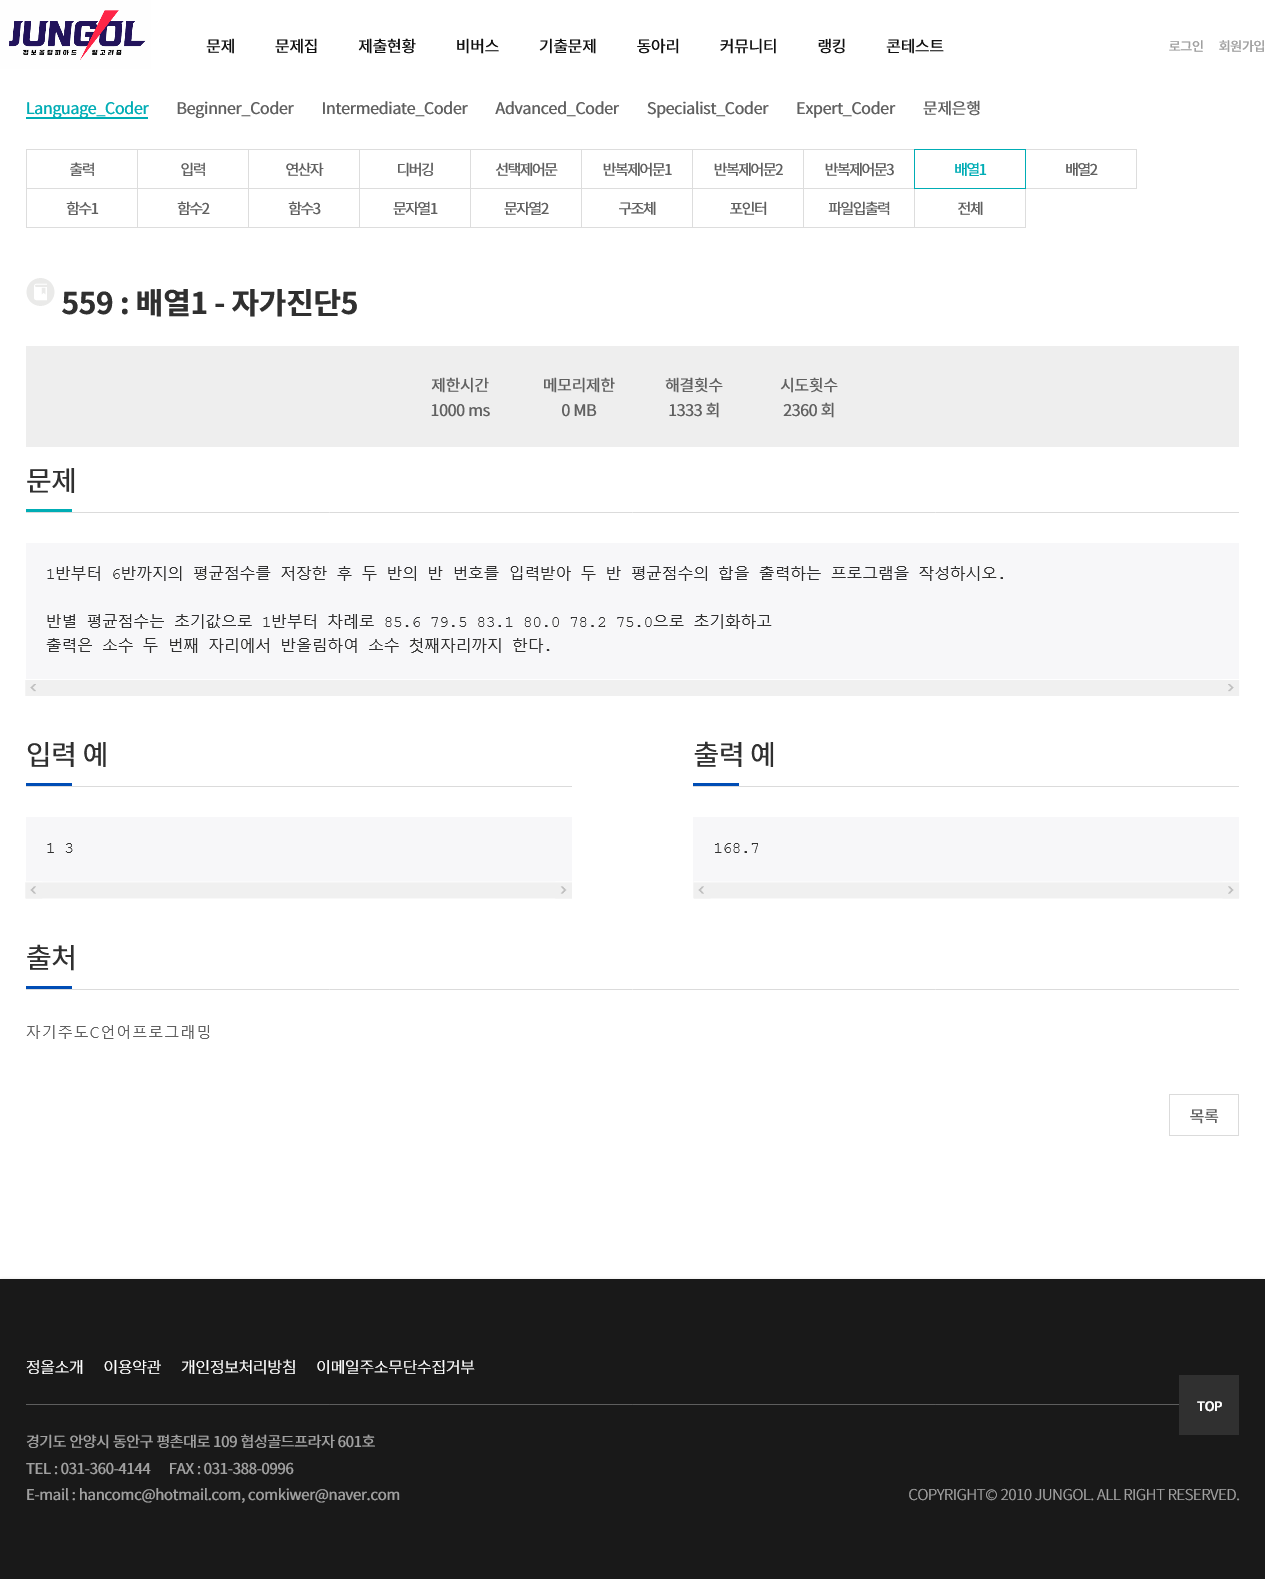 JUNGOL
정보올림피아드 알고리즘
문제 문제집 제출현황 비버스 기출문제 동아리 커뮤니티 랭킹 콘테스트 로그인 회원가입
Language_Coder Beginner_Coder Intermediate_Coder Advanced_Coder Specialist_Coder Expert_Coder 문제은행
출력 입력 연산자 디버깅 선택제어문 반복제어문1 반복제어문2 반복제어문3 배열1 배열2
함수1 함수2 함수3 문자열1 문자열2 구조체 포인터 파일입출력 전체
559 : 배열1 - 자가진단5
제한시간 메모리제한 해결횟수 시도횟수
1000 ms 0 MB 1333 회 2360 회
문제
1반부터 6반까지의 평균점수를 저장한 후 두 반의 반 번호를 입력받아 두 반 평균점수의 합을 출력하는 프로그램을 작성하시오.
반별 평균점수는 초기값으로 1반부터 차례로 85.6 79.5 83.1 80.0 78.2 75.0으로 초기화하고
출력은 소수 두 번째 자리에서 반올림하여 소수 첫째자리까지 한다.
입력 예 출력 예
1 3 168.7
출처
자기주도C언어프로그래밍
목록
정올소개 이용약관 개인정보처리방침 이메일주소무단수집거부
TOP
경기도 안양시 동안구 평촌대로 109 협성골드프라자 601호
TEL : 031-360-4144 FAX : 031-388-0996
E-mail : hancomc@hotmail.com, comkiwer@naver.com COPYRIGHT© 2010 JUNGOL. ALL RIGHT RESERVED.